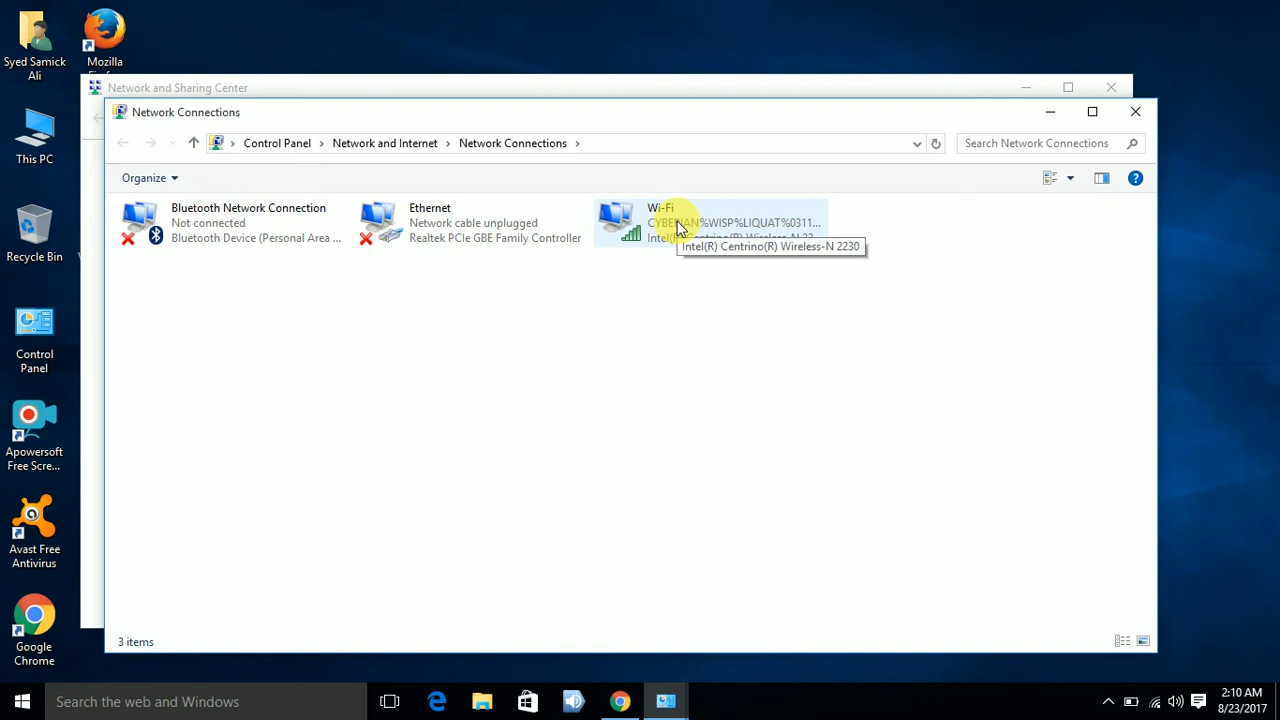 Syed Samick
Ali
Mozilla
This PC
Recycle Bin
Control
Panel
Apowersoft
Free Scre...
Avast Free
Antivirus
Google
Chrome
Network and Sharing Center
Network Connections
Control Panel
Network and Internet
Network Connections
Search Network Connections
Organize
Bluetooth Network Connection
Not connected
Bluetooth Device (Personal Area ...
Ethernet
Network cable unplugged
Realtek PCIe GBE Family Controller
Wi-Fi
CYBERIAN%WISP%LIQUAT%0311...
Intel(R) Centrino(R) Wireless-N 2230
3 items
Search the web and Windows
2:10 AM
8/23/2017